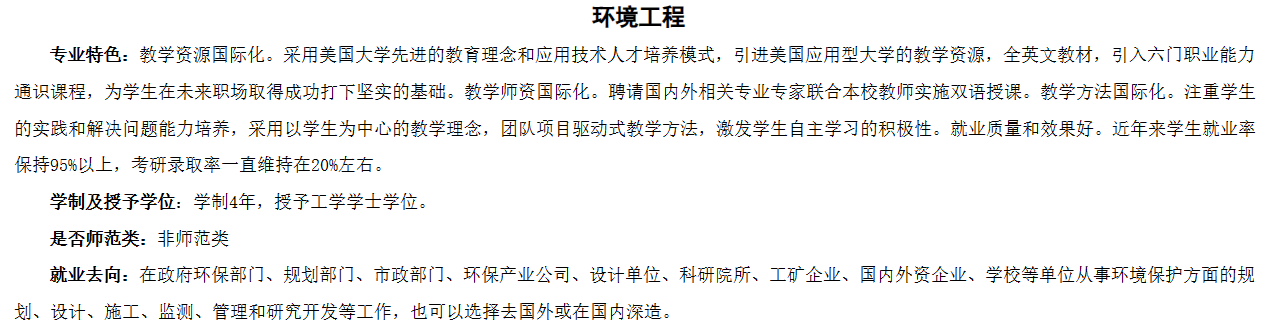 环境工程
专业特色：教学资源国际化。采用美国大学先进的教育理念和应用技术人才培养模式，引进美国应用型大学的教学资源，全英文教材，引入六门职业能力
通识课程，为学生在未来职场取得成功打下坚实的基础。教学师资国际化。聘请国内外相关专业专家联合本校教师实施双语授课。教学方法国际化。注重学生
的实践和解决问题能力培养，采用以学生为中心的教学理念，团队项目驱动式教学方法，激发学生自主学习的积极性。就业质量和效果好。近年来学生就业率
保持95%以上，考研录取率一直维持在20%左右。
学制及授予学位：学制4年，授予工学学士学位。
是否师范类：非师范类
就业去向：在政府环保部门、规划部门、市政部门、环保产业公司、设计单位、科研院所、工矿企业、国内外资企业、学校等单位从事环境保护方面的规
划、设计、施工、监测、管理和研究开发等工作，也可以选择去国外或在国内深造。